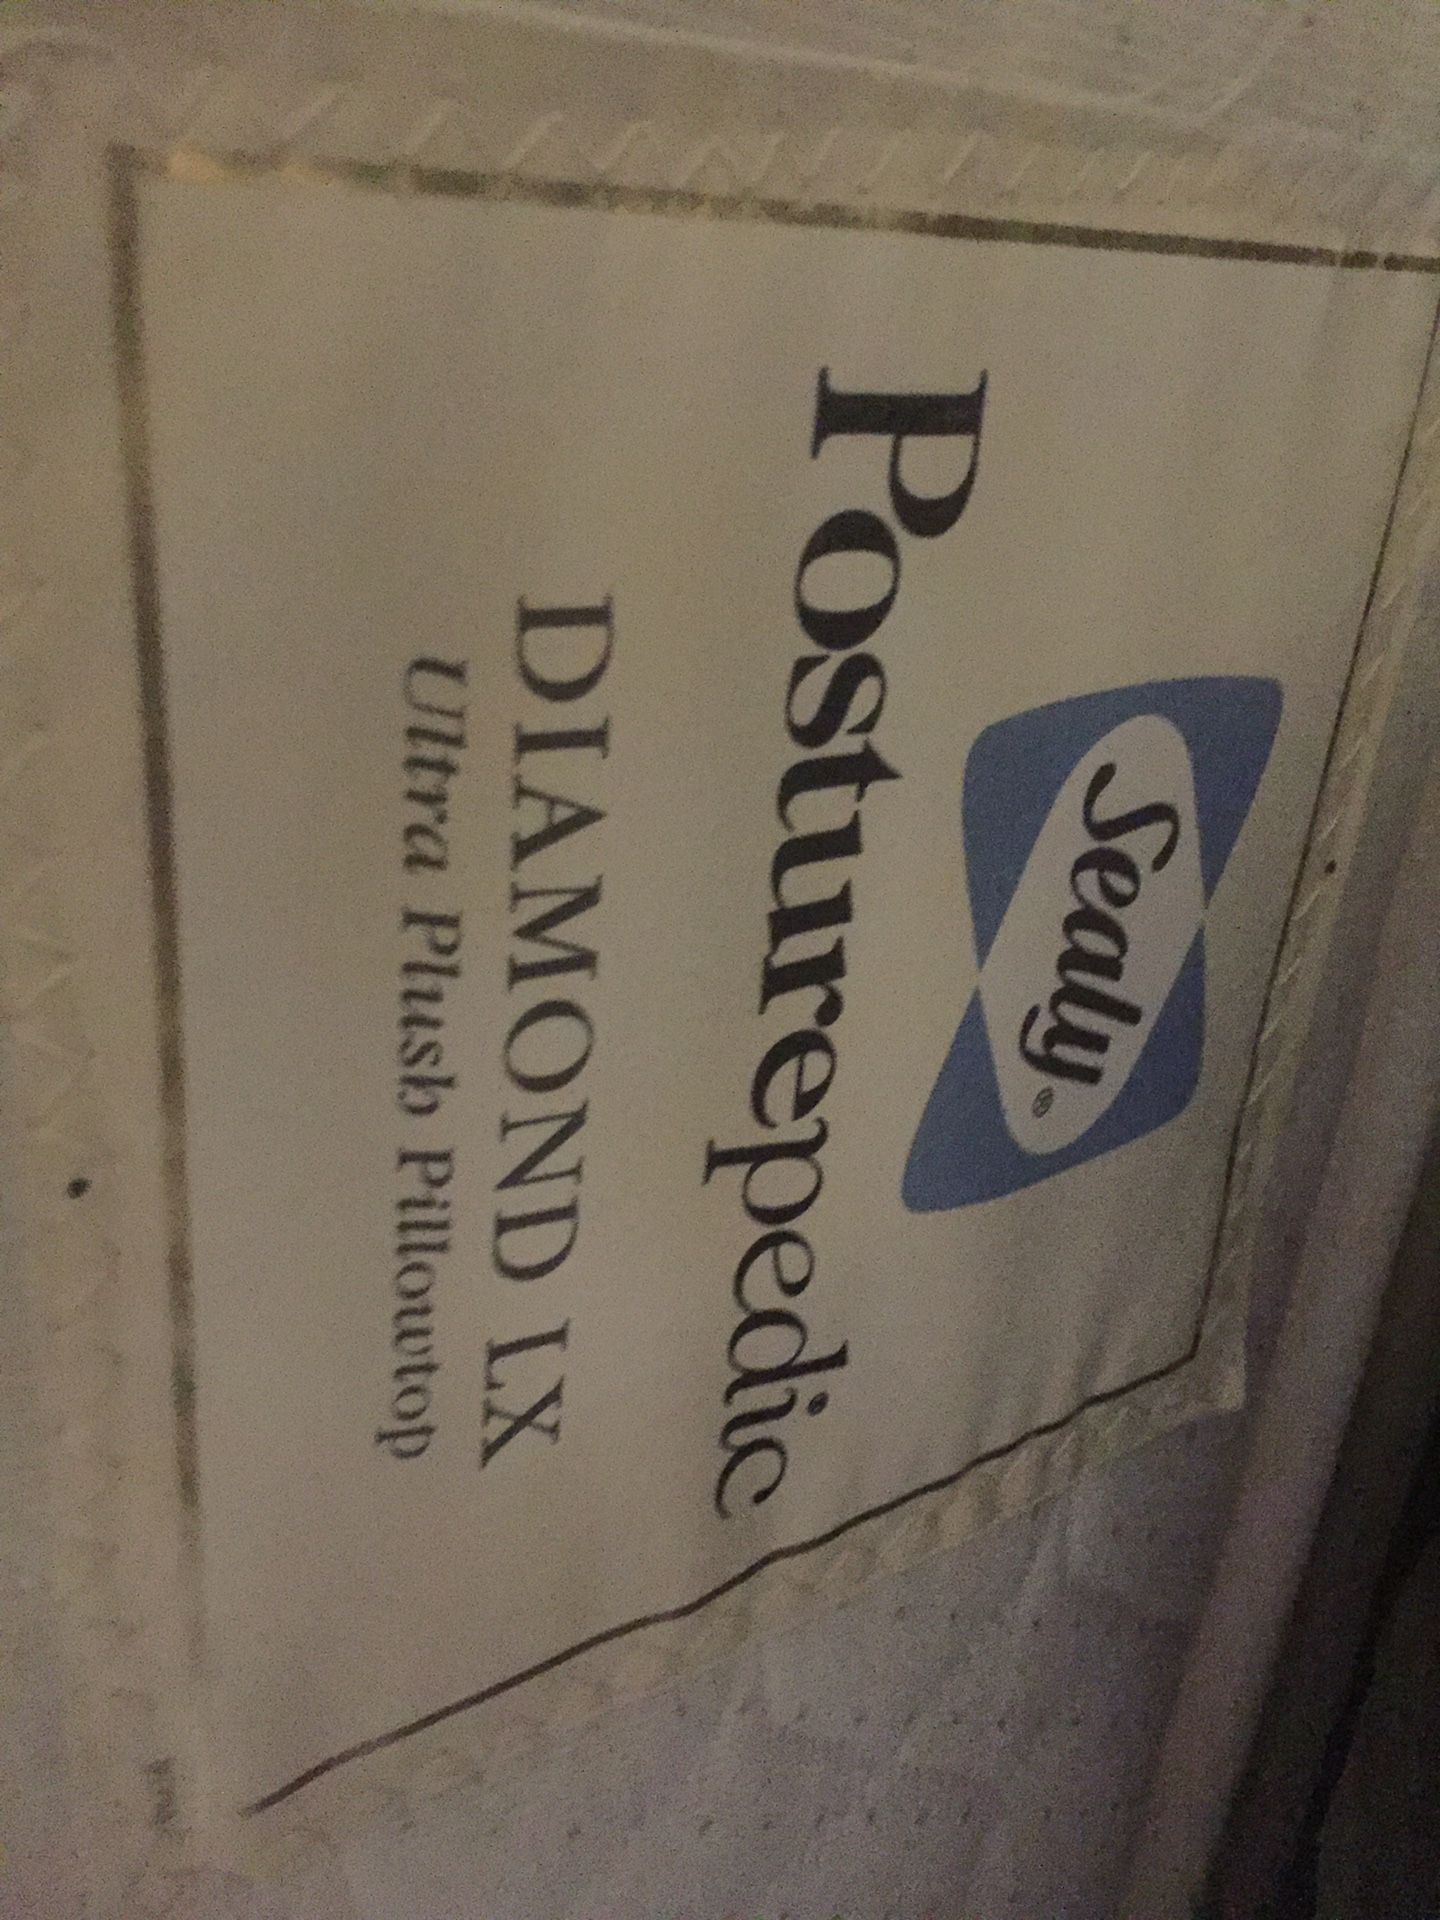 Sealy®
Posturepedic
DIAMOND LX
Ultra Plush Pillowtop